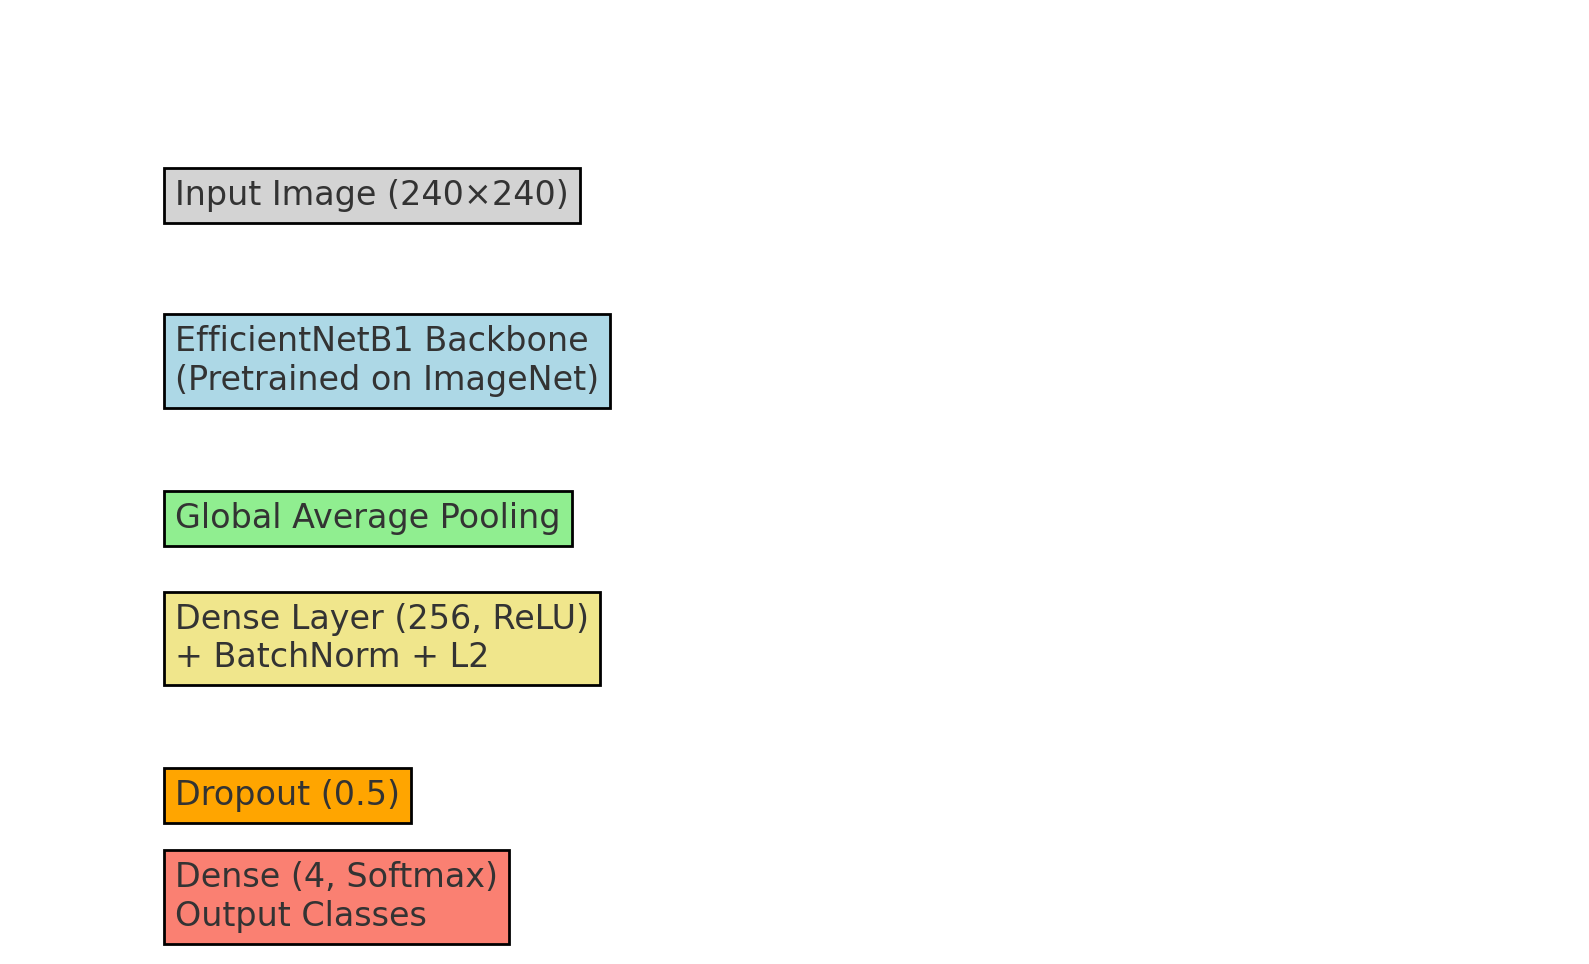 Input Image (240×240)
EfficientNetB1 Backbone
(Pretrained on ImageNet)
Global Average Pooling
Dense Layer (256, ReLU)
+ BatchNorm + L2
Dropout (0.5)
Dense (4, Softmax)
Output Classes